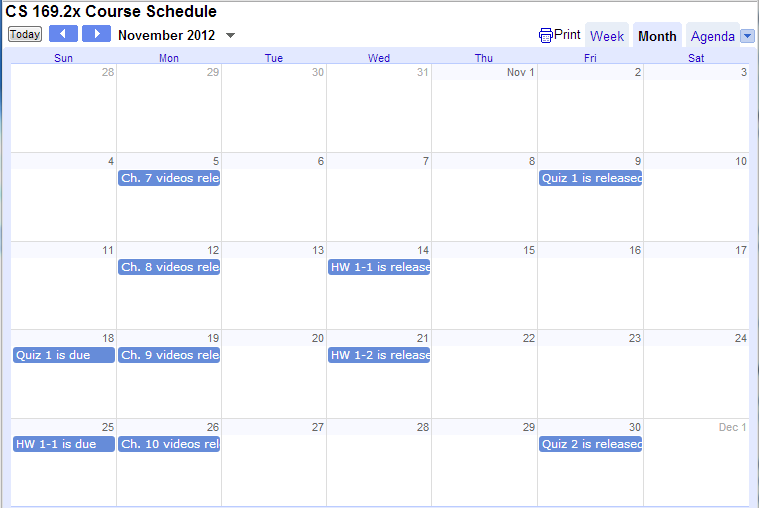 CS 169.2x Course Schedule
Today November 2012 Print Week Month Agenda
Sun Mon Tue Wed Thu Fri Sat
28 29 30 31 Nov 1 2 3
4 5 6 7 8 9 10
Ch. 7 videos rele Quiz 1 is released
11 12 13 14 15 16 17
Ch. 8 videos rele HW 1-1 is release
18 19 20 21 22 23 24
Quiz 1 is due Ch. 9 videos rele HW 1-2 is release
25 26 27 28 29 30 Dec 1
HW 1-1 is due Ch. 10 videos rel Quiz 2 is released